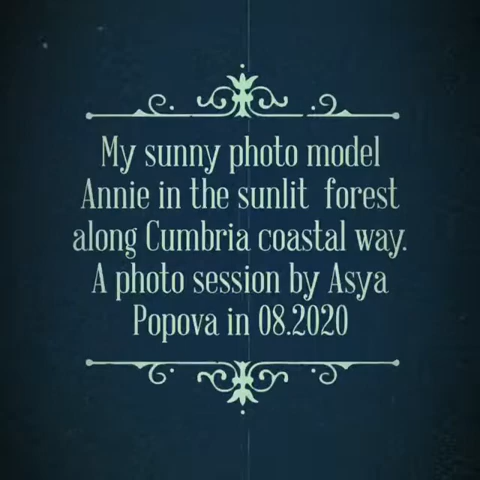 My sunny photo model
Annie in the sunlit forest
along Cumbria coastal way.
A photo session by Asya
Popova in 08.2020